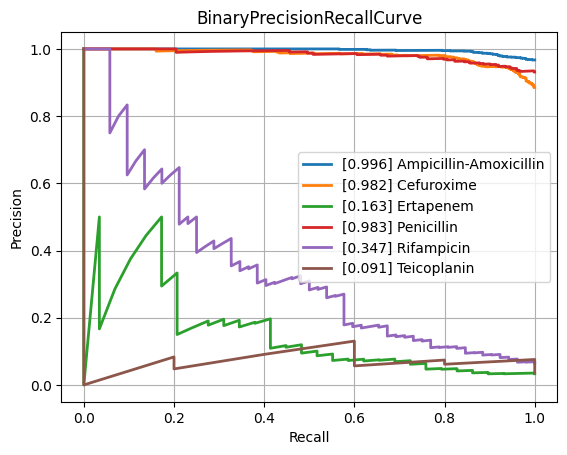 BinaryPrecisionRecallCurve
Precision
1.0
0.8
0.6
0.4
0.2
0.0
[0.996] Ampicillin-Amoxicillin
[0.982] Cefuroxime
[0.163] Ertapenem
[0.983] Penicillin
[0.347] Rifampicin
[0.091] Teicoplanin
0.0 0.2 0.4 0.6 0.8 1.0
Recall